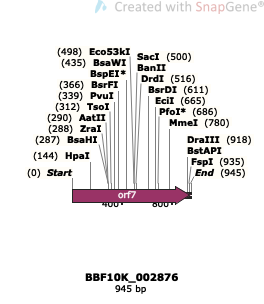 Created with SnapGene®
(498) Eco53kI
(435) BsaWI
BspEI*
(366) BsrFI
(339) PvuI
(312) TsoI
(290) AatII
(288) ZraI
(287) BsaHI
(144) HpaI
(0) Start
SacI (500)
BanII
DrdI (516)
BsrDI (611)
EciI (665)
PfoI* (686)
MmeI (780)
DraIII (918)
BstAPI
FspI (935)
End (945)
orf7
400
800
BBF10K_002876
945 bp